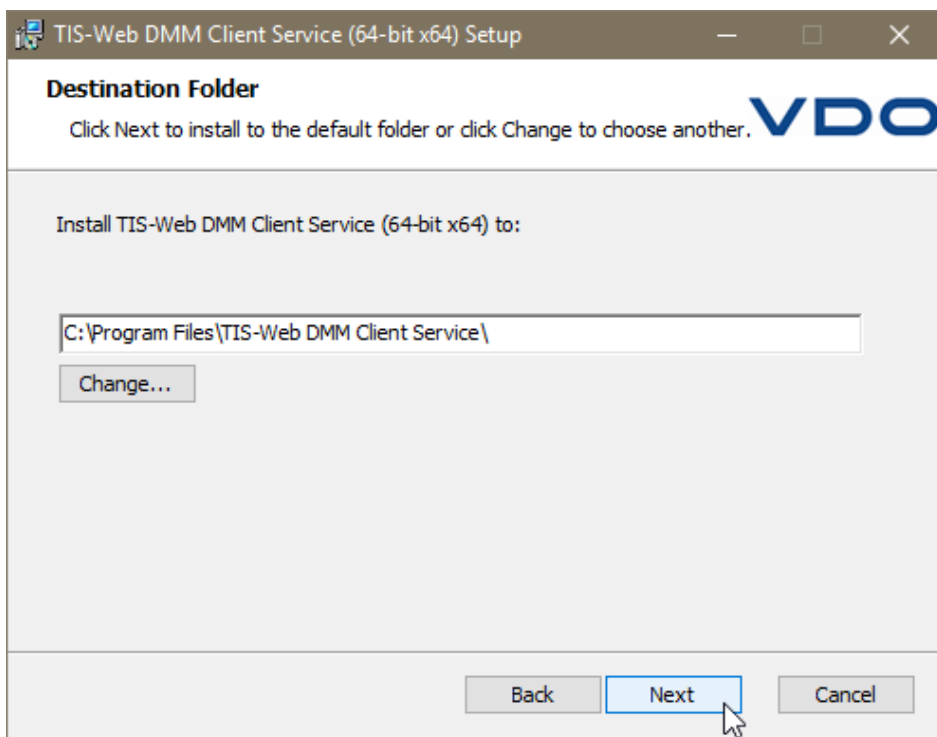 TIS-Web DMM Client Service (64-bit x64) Setup
Destination Folder
Click Next to install to the default folder or click Change to choose another.
VDO
Install TIS-Web DMM Client Service (64-bit x64) to:
C:\Program Files\TIS-Web DMM Client Service\
Change...
Back Next Cancel